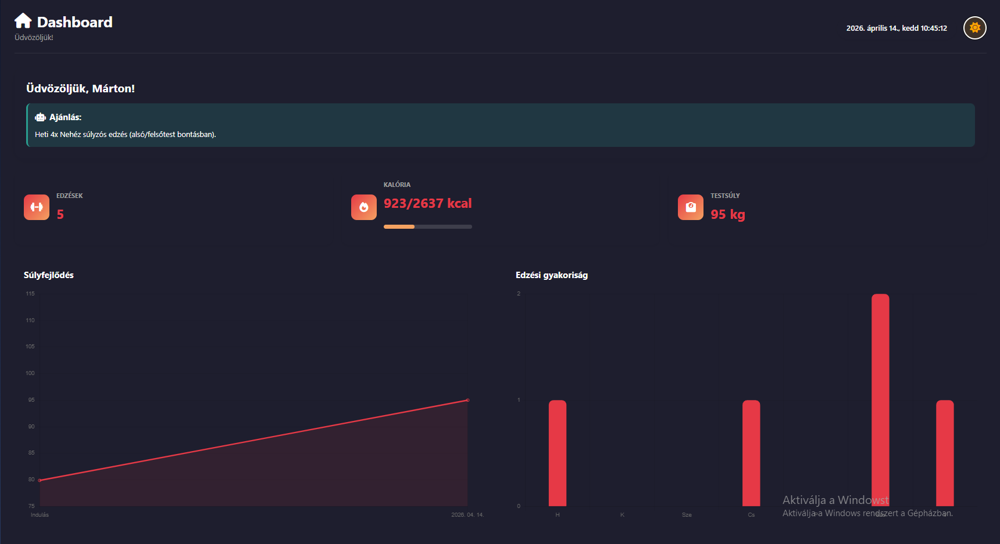 Dashboard
Üdvözöljük!
2026. április 14., kedd 10:45:12
Üdvözöljük, Márton!
Ajánlás:
Heti 4x Nehéz súlyzós edzés (alsó/felsőtest bontásban).
EDZÉSEK
5
KALÓRIA
923/2637 kcal
TESTSÚLY
95 kg
Súlyfejlődés
115
110
105
100
95
90
85
80
75
Indulás
2026. 04. 14.
Edzési gyakoriság
2
1
0
H
K
Sze
Cs
Aktiválja a Windowst
Aktiválja a Windows rendszert a Gépházban.